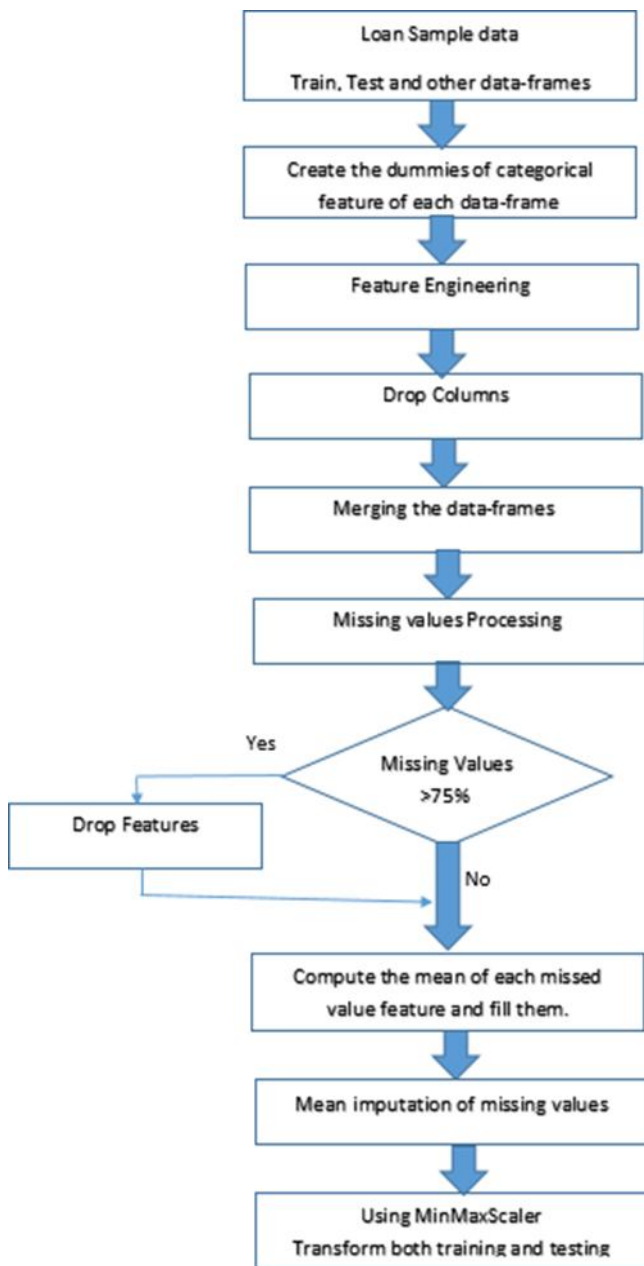 Loan Sample data
Train, Test and other data-frames
Create the dummies of categorical
feature of each data-frame
Feature Engineering
Drop Columns
Merging the data-frames
Missing values Processing
Yes
Missing Values
>75%
Drop Features
No
Compute the mean of each missed
value feature and fill them.
Mean imputation of missing values
Using MinMaxScaler
Transform both training and testing